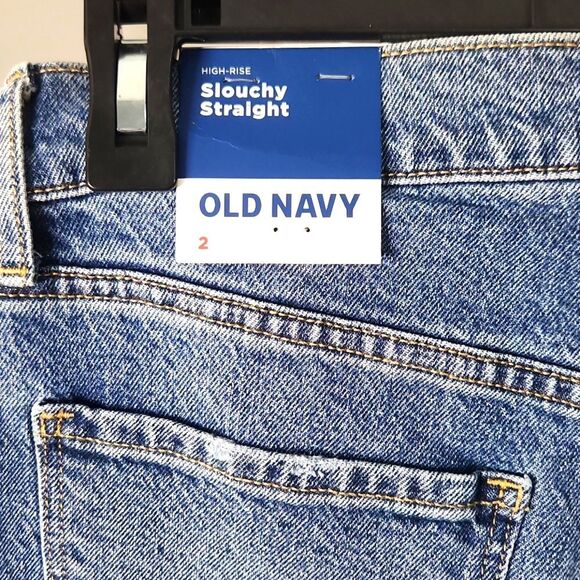 HIGH-RISE
Slouchy
Straight
OLD NAVY
2